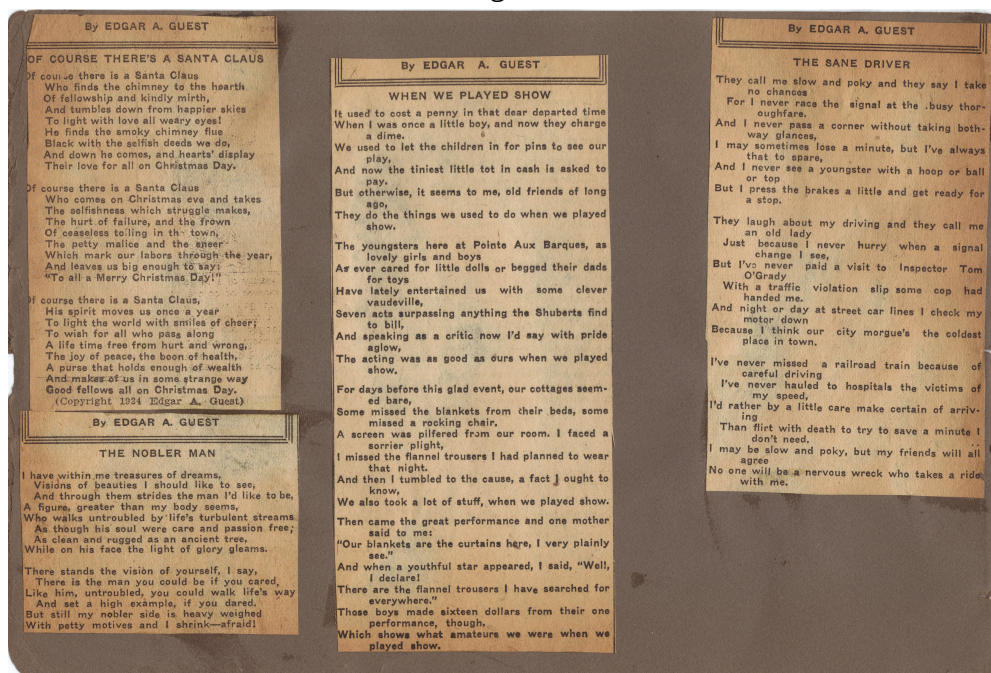 By EDGAR A. GUEST
OF COURSE THERE'S A SANTA CLAUS
Of course there is a Santa Claus
Who finds the chimney to the hearth
Of fellowship and kindly mirth,
And tumbles down from happier skies
To light with love all weary eyes!
He finds the smoky chimney flue
Black with the selfish deeds we do,
And down he comes, and hearts' display
Their love for all on Christmas Day.
Of course there is a Santa Claus
Who comes on Christmas eve and takes
The selfishness which struggle makes,
The hurt of failure, and the frown
Of ceaseless toiling in the town,
The petty malice and the sneer
Which mark our labors through the year,
And leaves us big enough to say:
"To all a Merry Christmas Day!"
Of course there is a Santa Claus,
His spirit moves us once a year
To light the world with smiles of cheer;
To wish for all who pass along
A life time free from hurt and wrong,
The joy of peace, the boon of health,
A purse that holds enough of wealth
And makes of us in some strange way
Good fellows all on Christmas Day.
(Copyright 1924 Edgar A. Guest)
By EDGAR A. GUEST
THE NOBLER MAN
I have within me treasures of dreams,
Visions of beauties I should like to see,
And through them strides the man I'd like to be,
A figure, greater than my body seems,
Who walks untroubled by life's turbulent streams
As though his soul were care and passion free;
As clean and rugged as an ancient tree,
While on his face the light of glory gleams.
There stands the vision of yourself, I say,
There is the man you could be if you cared,
Like him, untroubled, you could walk life's way
And set a high example, if you dared.
But still my nobler side is heavy weighed
With petty motives and I shrink—afraid!
By EDGAR A. GUEST
WHEN WE PLAYED SHOW
It used to cost a penny in that dear departed time
When I was once a little boy, and now they charge
a dime.
We used to let the children in for pins to see our
play,
And now the tiniest little tot in cash is asked to
pay.
But otherwise, it seems to me, old friends of long
ago,
They do the things we used to do when we played
show.
The youngsters here at Pointe Aux Barques, as
lovely girls and boys
As ever cared for little dolls or begged their dads
for toys
Have lately entertained us with some clever
vaudeville,
Seven acts surpassing anything the Shuberts find
to bill,
And speaking as a critic now I'd say with pride
aglow,
The acting was as good as ours when we played
show.
For days before this glad event, our cottages seem-
ed bare,
Some missed the blankets from their beds, some
missed a rocking chair.
A screen was pilfered from our room. I faced a
sorrier plight,
I missed the flannel trousers I had planned to wear
that night.
And then I tumbled to the cause, a fact I ought to
know,
We also took a lot of stuff, when we played show.
Then came the great performance and one mother
said to me:
"Our blankets are the curtains here, I very plainly
see."
And when a youthful star appeared, I said, "Well,
I declare!
There are the flannel trousers I have searched for
everywhere."
Those boys made sixteen dollars from their one
performance, though,
Which shows what amateurs we were when we
played show.
By EDGAR A. GUEST
THE SANE DRIVER
They call me slow and poky and they say I take
no chances
For I never race the signal at the busy thor-
oughfare.
And I never pass a corner without taking both-
way glances,
I may sometimes lose a minute, but I've always
that to spare,
And I never see a youngster with a hoop or ball
or top
But I press the brakes a little and get ready for
a stop.
They laugh about my driving and they call me
an old lady
Just because I never hurry when a signal
change I see,
But I've never paid a visit to Inspector Tom
O'Grady
With a traffic violation slip some cop had
handed me.
And night or day at street car lines I check my
motor down
Because I think our city morgue's the coldest
place in town.
I've never missed a railroad train because of
careful driving
I've never hauled to hospitals the victims of
my speed,
I'd rather by a little care make certain of arriv-
ing
Than flirt with death to try to save a minute I
don't need.
I may be slow and poky, but my friends will all
agree
No one will be a nervous wreck who takes a ride
with me.